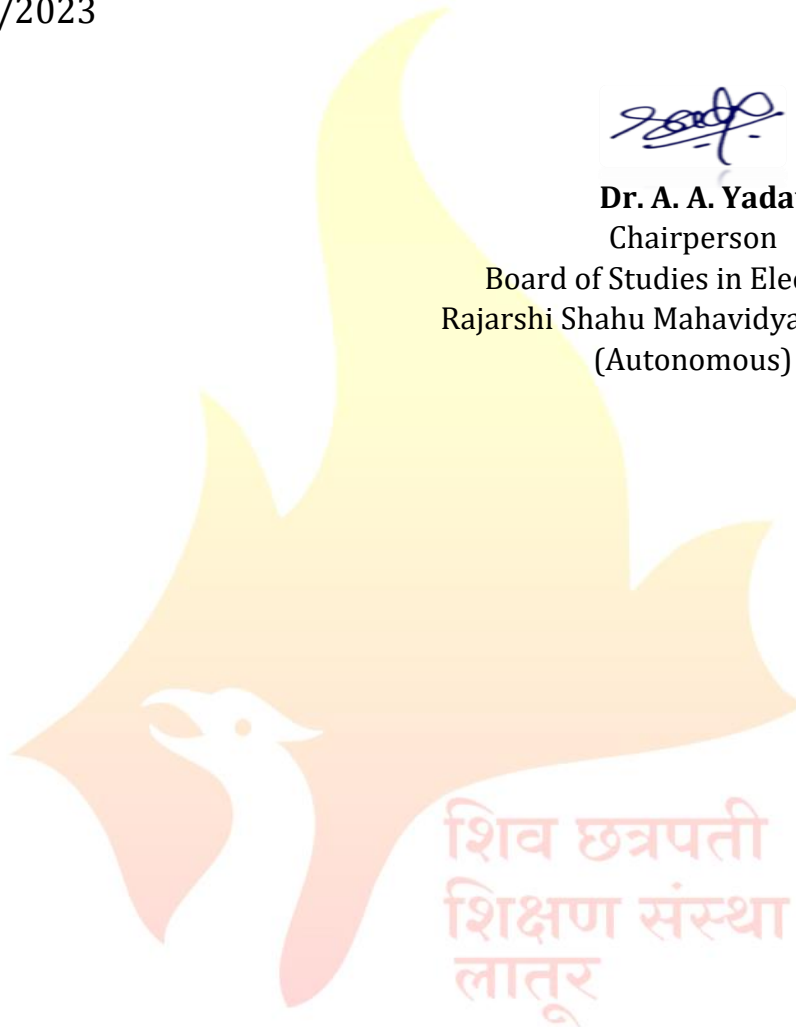 /2023
Dr. A. A. Yada
Chairperson
Board of Studies in Ele
Rajarshi Shahu Mahavidya
(Autonomous)
शिव छत्रपती
शिक्षण संस्था
लातूर